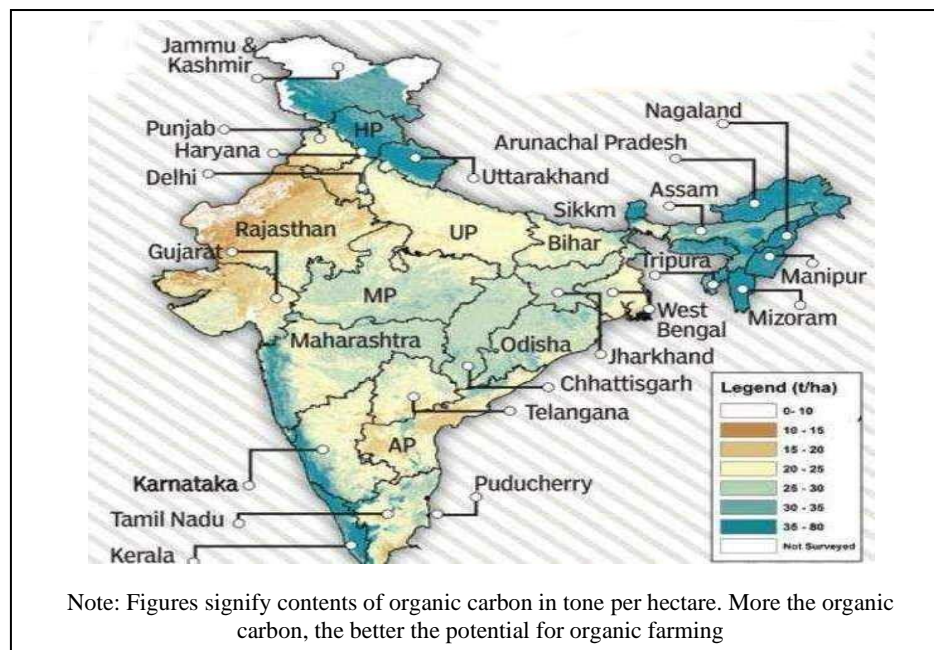 Jammu &
Kashmir
Nagaland
Punjab
HP
Arunachal Pradesh
Haryana
Delhi
Uttarakhand
Assam
Sikkm
Rajasthan
UP
Bihar
Gujarat
Tripura
MP
Manipur
West
Bengal
Mizoram
Maharashtra
Odisha
Jharkhand
Chhattisgarh
Telangana
AP
Karnataka
Puducherry
Tamil Nadu
Kerala
Legend (t/ha)
0- 10
10 - 15
15 - 20
20 - 25
25 - 30
30 - 35
35 - 80
Not Surveyed
Note: Figures signify contents of organic carbon in tone per hectare. More the organic
carbon, the better the potential for organic farming